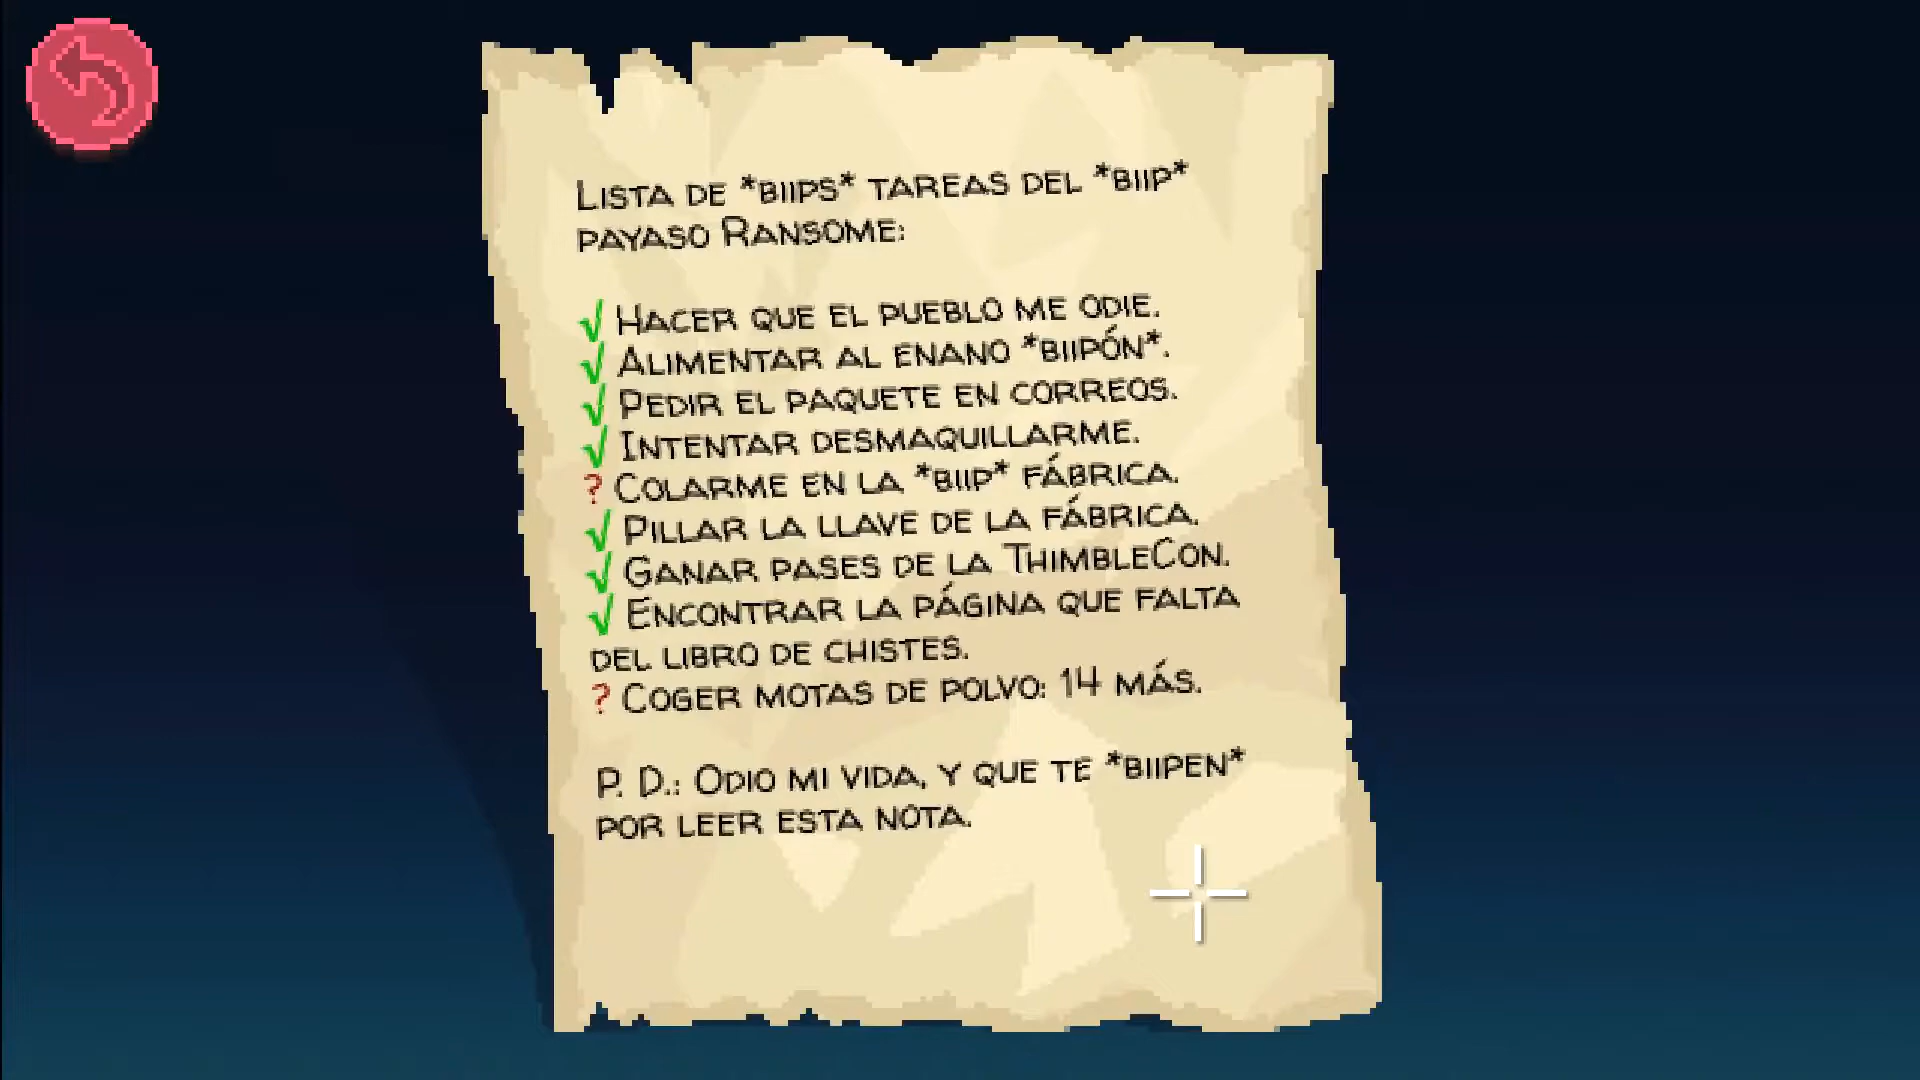 Lista de *biips* tareas del *biip*
payaso Ransome:
√ Hacer que el pueblo me odie.
√ Alimentar al enano *biipón*.
√ Pedir el paquete en correos.
√ Intentar desmaquillarme.
? Colarme en la *biip* fábrica.
√ Pillar la llave de la fábrica.
√ Ganar pases de la ThimbleCon.
√ Encontrar la página que falta
del libro de chistes.
? Coger motas de polvo: 14 más.
P. D.: Odio mi vida, y que te *biipen*
por leer esta nota.